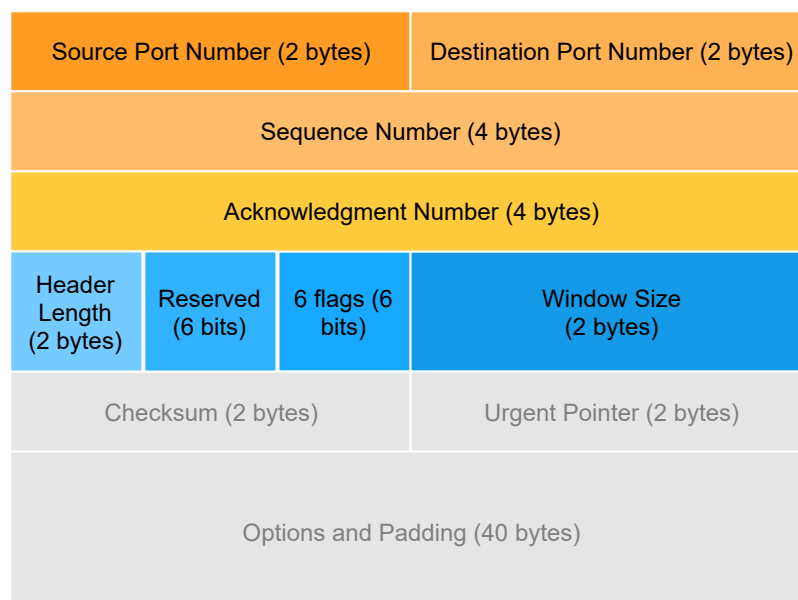 Source Port Number (2 bytes)
Destination Port Number (2 bytes)
Sequence Number (4 bytes)
Acknowledgment Number (4 bytes)
Header
Length
(2 bytes)
Reserved
(6 bits)
6 flags (6
bits)
Window Size
(2 bytes)
Checksum (2 bytes)
Urgent Pointer (2 bytes)
Options and Padding (40 bytes)